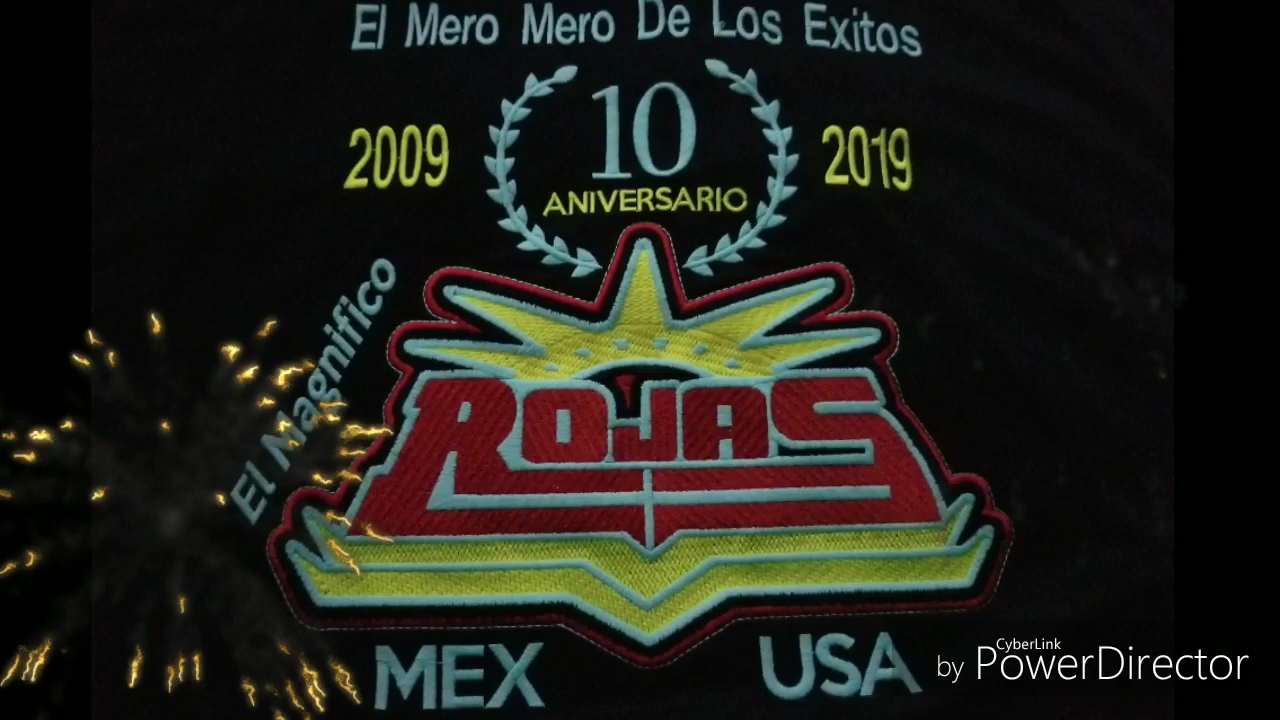 El Mero Mero De Los Exitos
10
2009 2019
ANIVERSARIO
El Magnifico
ROJAS
MEX USA
CyberLink
by PowerDirector